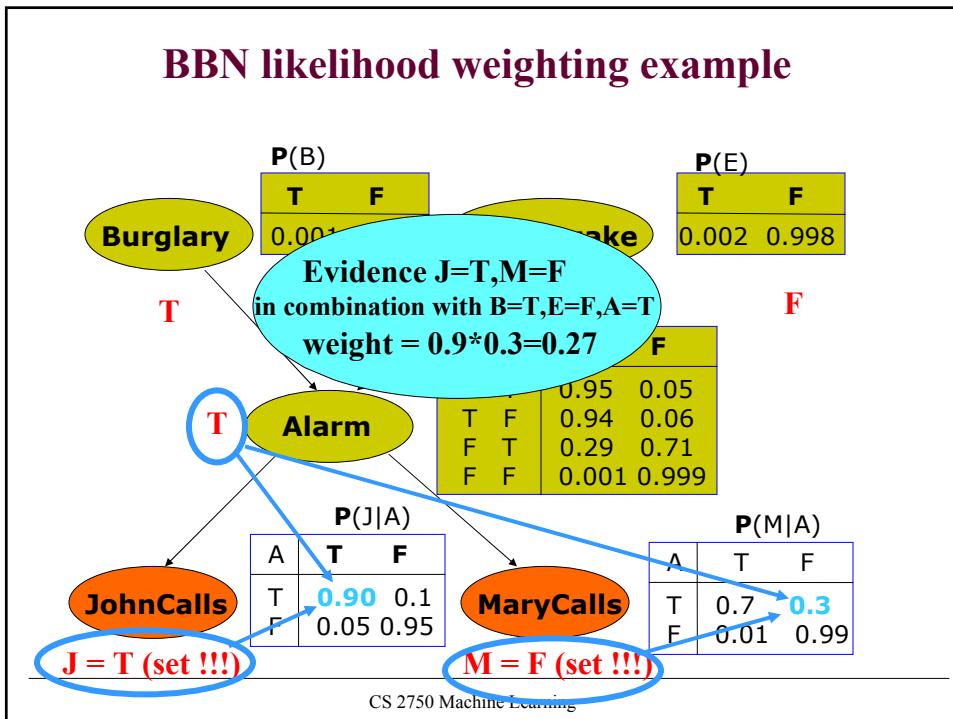 BBN likelihood weighting example
P(B)
T F
0.001
Burglary
P(E)
T F
0.002 0.998
Evidence J=T,M=F
in combination with B=T,E=F,A=T
weight = 0.9*0.3=0.27
T
F
F
0.95 0.05
T F 0.94 0.06
F T 0.29 0.71
F F 0.001 0.999
T
Alarm
P(J|A)
A T F
T 0.90 0.1
F 0.05 0.95
P(M|A)
A T F
T 0.7 0.3
F 0.01 0.99
JohnCalls
MaryCalls
J = T (set !!!)
M = F (set !!!)
CS 2750 Machine Learning